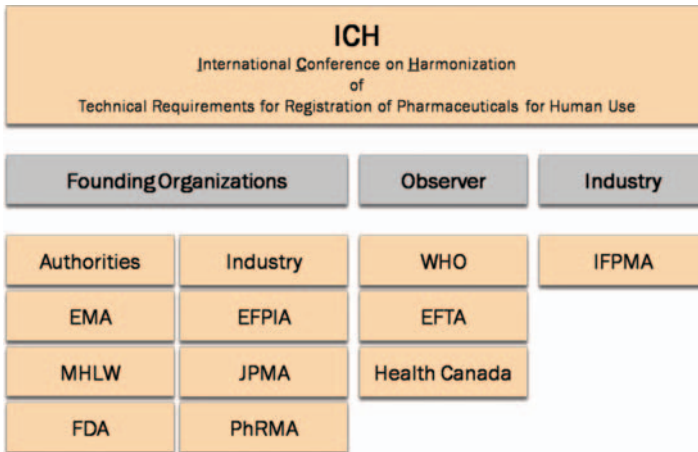 ICH
International Conference on Harmonization
of
Technical Requirements for Registration of Pharmaceuticals for Human Use
Founding Organizations
Observer
Industry
Authorities
Industry
WHO
IFPMA
EMA
EFPIA
EFTA
MHLW
JPMA
Health Canada
FDA
PhRMA